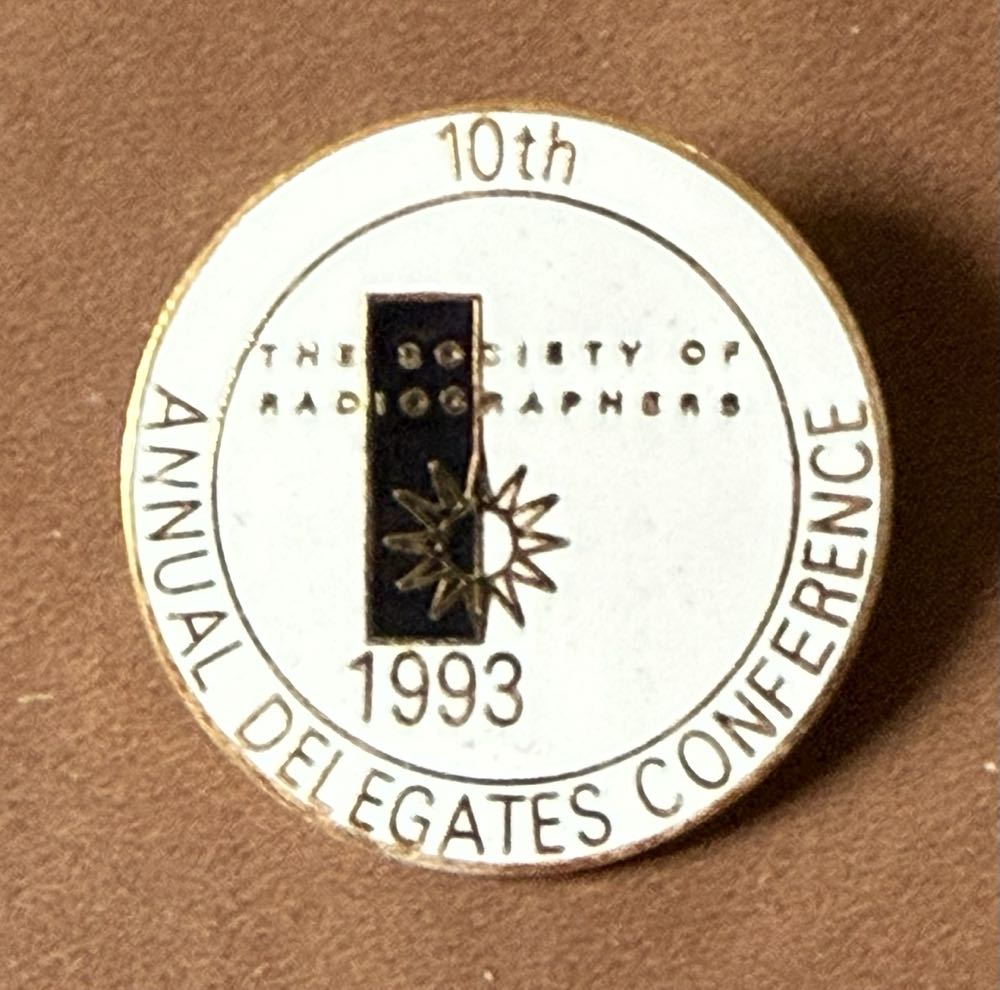 10th
THE SOCIETY OF
RADIOGRAPHERS
1993
ANNUAL DELEGATES CONFERENCE